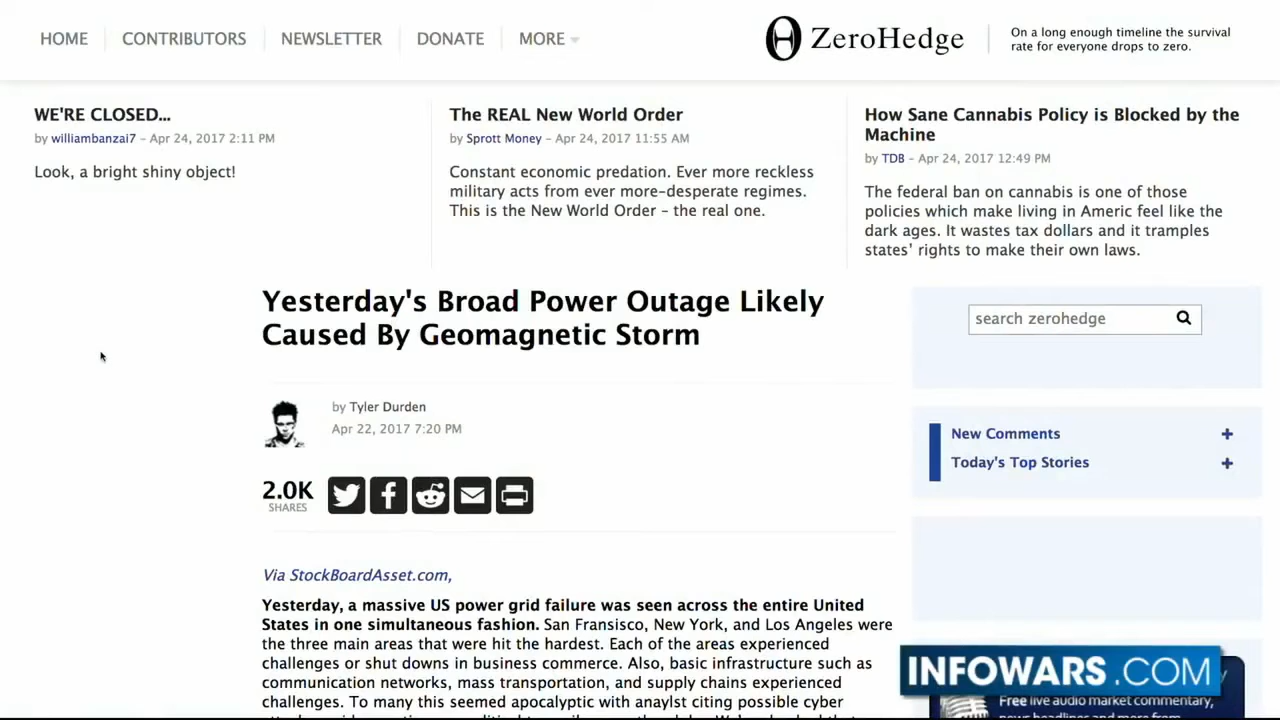 HOME
CONTRIBUTORS
NEWSLETTER
DONATE
MORE
ZeroHedge
On a long enough timeline the survival
rate for everyone drops to zero.
WE'RE CLOSED...
by williambanzai7 - Apr 24, 2017 2:11 PM
Look, a bright shiny object!
The REAL New World Order
by Sprott Money - Apr 24, 2017 11:55 AM
Constant economic predation. Ever more reckless
military acts from ever more-desperate regimes.
This is the New World Order – the real one.
How Sane Cannabis Policy is Blocked by the
Machine
by TDB - Apr 24, 2017 12:49 PM
The federal ban on cannabis is one of those
policies which make living in Americ feel like the
dark ages. It wastes tax dollars and it tramples
states' rights to make their own laws.
Yesterday's Broad Power Outage Likely
Caused By Geomagnetic Storm
by Tyler Durden
Apr 22, 2017 7:20 PM
2.0K
SHARES
search zerohedge
New Comments
Today's Top Stories
Via StockBoardAsset.com,
Yesterday, a massive US power grid failure was seen across the entire United
States in one simultaneous fashion. San Fransisco, New York, and Los Angeles were
the three main areas that were hit the hardest. Each of the areas experienced
challenges or shut downs in business commerce. Also, basic infrastructure such as
communication networks, mass transportation, and supply chains experienced
challenges. To many this seemed apocalyptic with anaylst citing possible cyber
INFOWARS.COM
Free live audio market commentary,